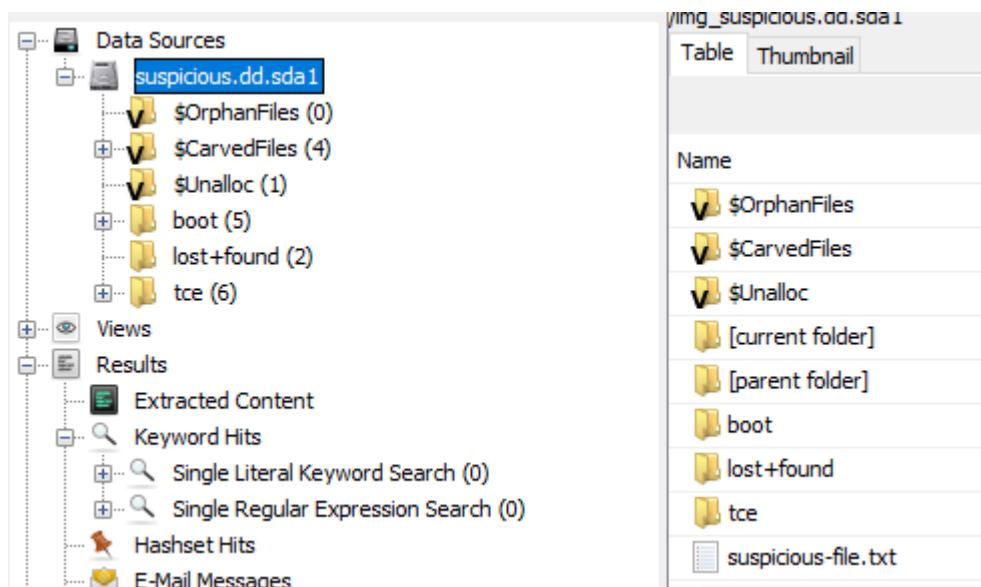 Data Sources
suspicious.dd.sda1
$OrphanFiles (0)
$CarvedFiles (4)
$Unalloc (1)
boot (5)
lost+found (2)
tce (6)
Views
Results
Extracted Content
Keyword Hits
Single Literal Keyword Search (0)
Single Regular Expression Search (0)
Hashset Hits
E-Mail Messages
/img_suspicious.dd.sda1
Table Thumbnail
Name
$OrphanFiles
$CarvedFiles
$Unalloc
[current folder]
[parent folder]
boot
lost+found
tce
suspicious-file.txt